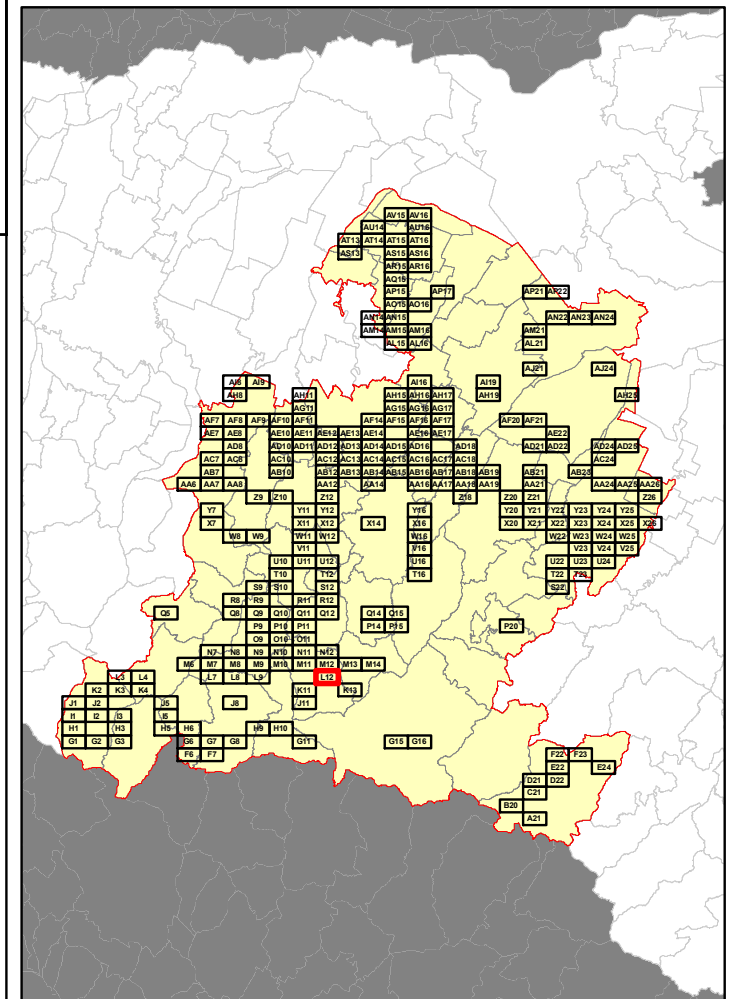 AV15 AV16
AU14 AU16
AT13 AT14 AT15 AT16
AS13 AS15 AS16
AR15 AR16
AQ15
AP15 AP17 AP21 AP22
AO15 AO16
AN14 AN15 AN22 AN23 AN24
AM14 AM15 AM16 AM21
AL15 AL16 AL21
AJ21 AJ24
AI8 AI9 AI16 AI19
AH8 AH11 AH15 AH16 AH17 AH19 AH25
AG11 AG15 AG16 AG17
AF7 AF8 AF9 AF10 AF11 AF14 AF15 AF16 AF17 AF20 AF21
AE7 AE8 AE10 AE11 AE12 AE13 AE14 AE16 AE17 AE22
AD8 AD10 AD11 AD12 AD13 AD14 AD15 AD16 AD18 AD21 AD22 AD24 AD25
AC7 AC8 AC10 AC12 AC13 AC14 AC15 AC16 AC17 AC18 AC24
AB7 AB10 AB12 AB13 AB14 AB15 AB16 AB17 AB18 AB19 AB21 AB23
AA6 AA7 AA8 AA12 AA14 AA16 AA17 AA18 AA19 AA21 AA24 AA25 AA26
Z9 Z10 Z12 Z18 Z20 Z21 Z26
Y7 Y11 Y12 Y16 Y20 Y21 Y22 Y23 Y24 Y25
X7 X11 X12 X14 X16 X20 X21 X22 X23 X24 X25 X26
W8 W9 W11 W12 W16 W22 W23 W24 W25
V11 V16 V23 V24 V25
U10 U11 U12 U16 U22 U23 U24
T10 T12 T16 T22 T23
S9 S10 S12 S22
R8 R9 R11 R12
Q5 Q8 Q9 Q10 Q11 Q12 Q14 Q15
P9 P10 P11 P14 P15 P20
O9 O10 O11
N7 N8 N9 N10 N11 N12
M6 M7 M8 M9 M10 M11 M12 M13 M14
L3 L4 L7 L8 L9 L12
K2 K3 K4 K11 K13
J1 J2 J5 J8 J11
I1 I2 I3 I5
H1 H3 H5 H6 H9 H10
G1 G2 G3 G6 G7 G8 G11 G15 G16
F6 F7 F22 F23
E22 E24
D21 D22
C21
B20
A21